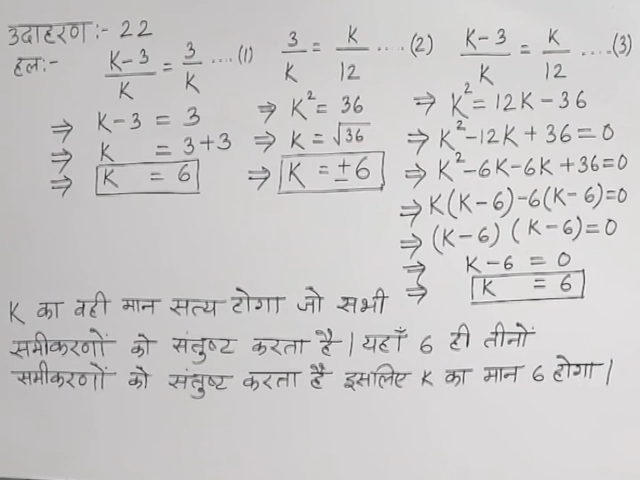 उदाहरण:- 22
हल:- (K-3)/K = 3/K ....(1)
⇒ K-3 = 3
⇒ K = 3+3
⇒ K = 6
3/K = K/12 ....(2)
⇒ K² = 36
⇒ K = √36
⇒ K = ±6
(K-3)/K = K/12 ....(3)
⇒ K² = 12K-36
⇒ K²-12K+36=0
⇒ K²-6K-6K+36=0
⇒ K(K-6)-6(K-6)=0
⇒ (K-6)(K-6)=0
⇒ K-6 = 0
⇒ K = 6
K का वही मान सत्य होगा जो सभी
समीकरणों को संतुष्ट करता है। यहाँ 6 ही तीनों
समीकरणों को संतुष्ट करता है इसलिए K का मान 6 होगा।